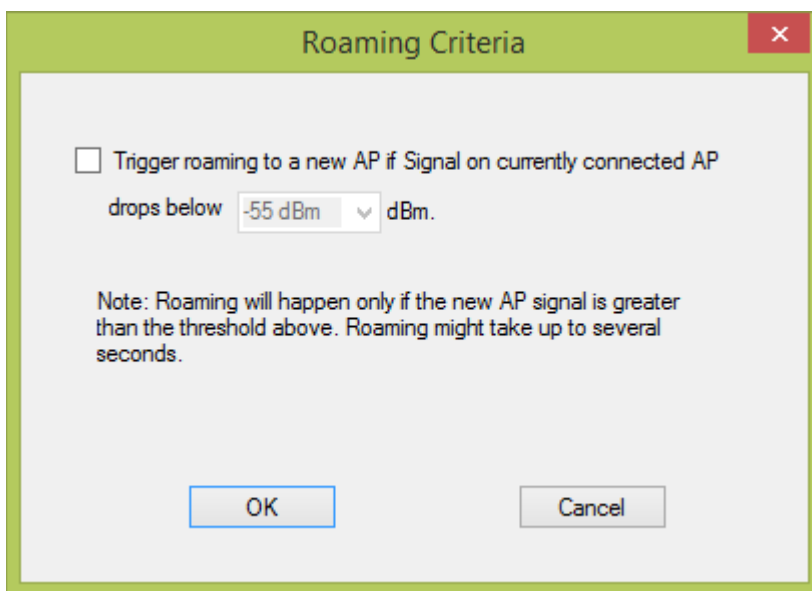 Roaming Criteria
Trigger roaming to a new AP if Signal on currently connected AP
drops below -55 dBm dBm.
Note: Roaming will happen only if the new AP signal is greater
than the threshold above. Roaming might take up to several
seconds.
OK Cancel